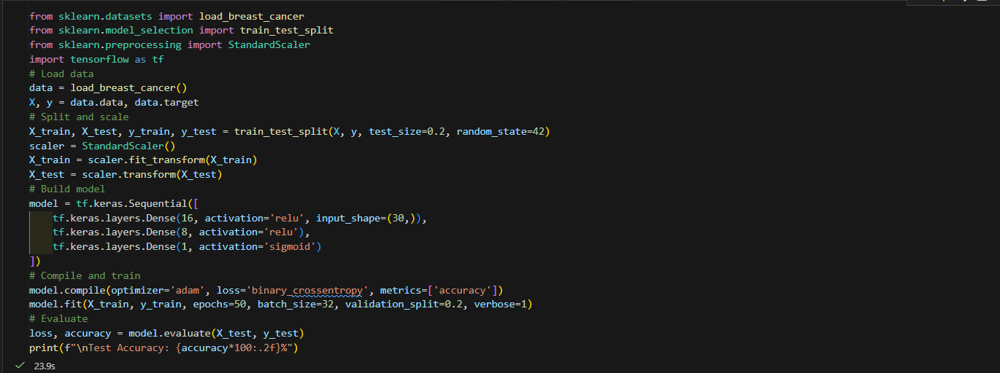 from sklearn.datasets import load_breast_cancer
from sklearn.model_selection import train_test_split
from sklearn.preprocessing import StandardScaler
import tensorflow as tf
# Load data
data = load_breast_cancer()
X, y = data.data, data.target
# Split and scale
X_train, X_test, y_train, y_test = train_test_split(X, y, test_size=0.2, random_state=42)
scaler = StandardScaler()
X_train = scaler.fit_transform(X_train)
X_test = scaler.transform(X_test)
# Build model
model = tf.keras.Sequential([
    tf.keras.layers.Dense(16, activation='relu', input_shape=(30,)),
    tf.keras.layers.Dense(8, activation='relu'),
    tf.keras.layers.Dense(1, activation='sigmoid')
])
# Compile and train
model.compile(optimizer='adam', loss='binary_crossentropy', metrics=['accuracy'])
model.fit(X_train, y_train, epochs=50, batch_size=32, validation_split=0.2, verbose=1)
# Evaluate
loss, accuracy = model.evaluate(X_test, y_test)
print(f"\nTest Accuracy: {accuracy*100:.2f}%")
23.9s